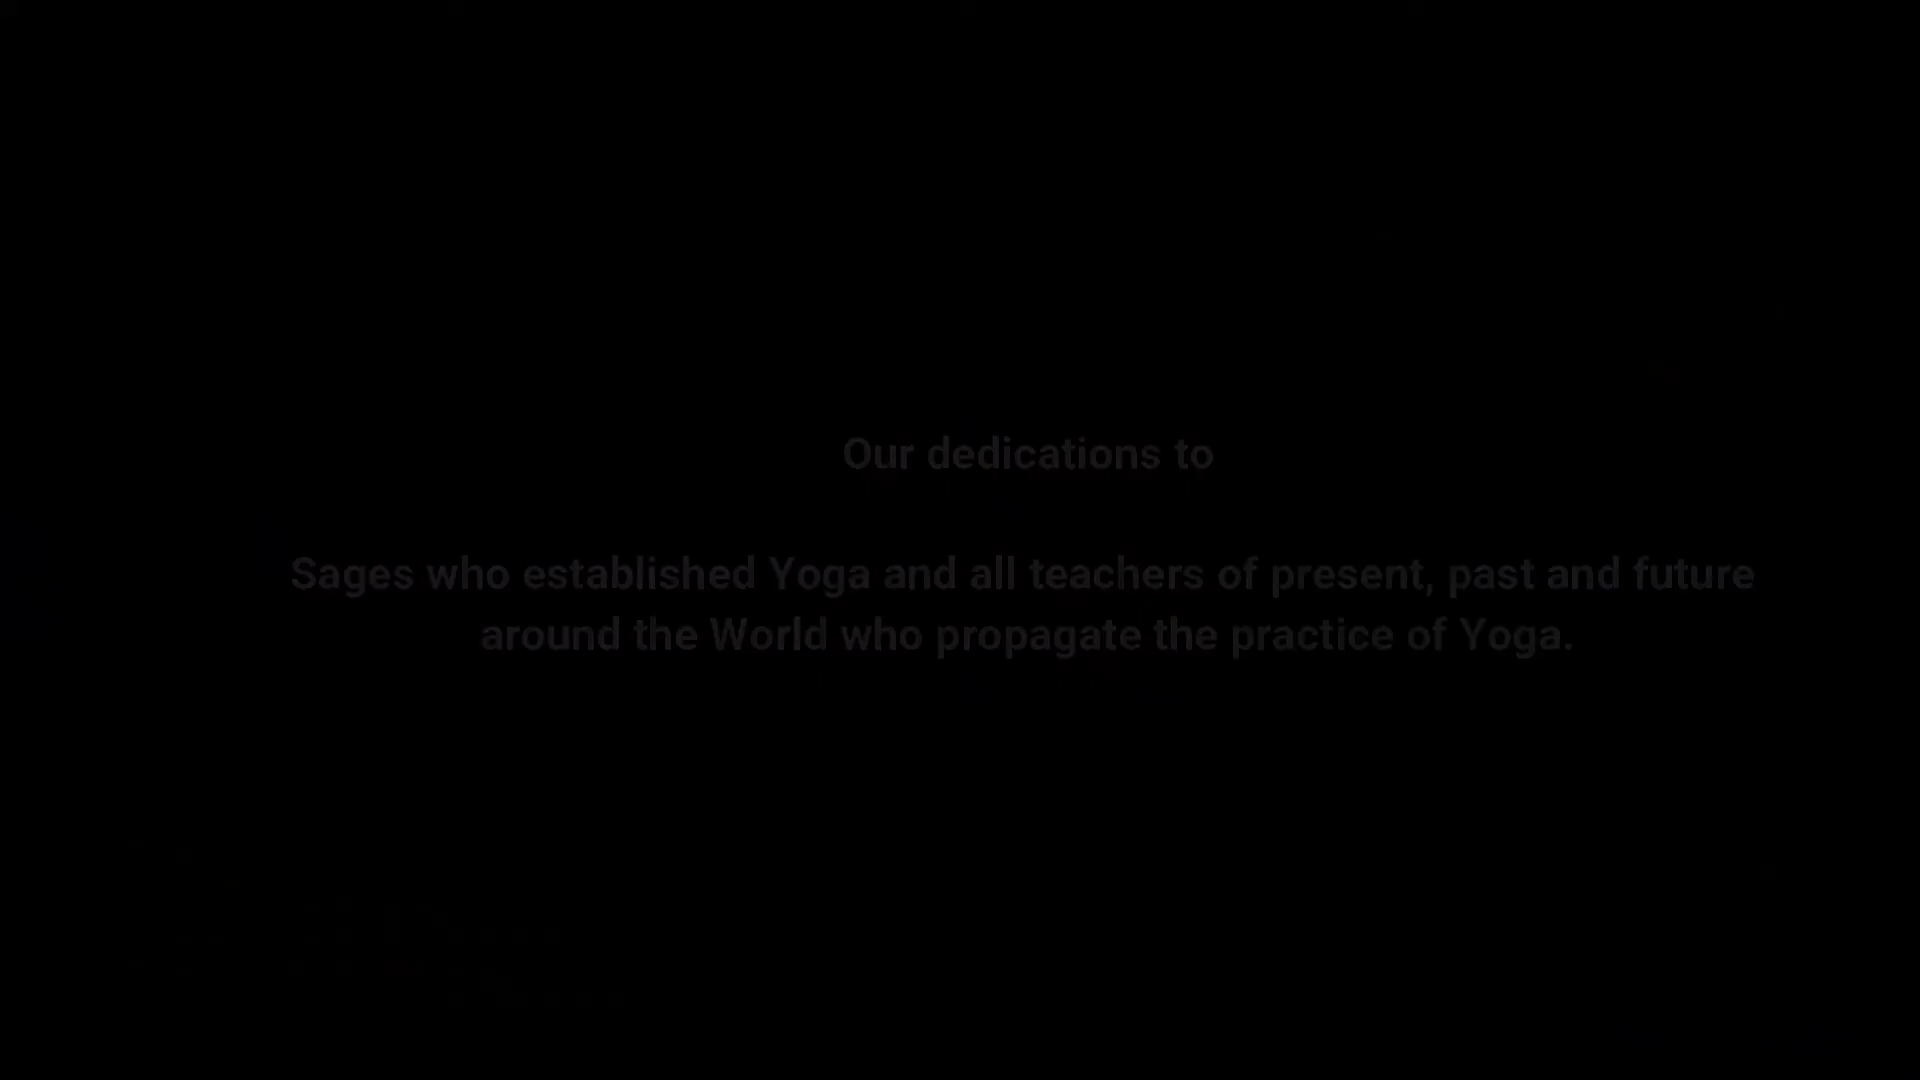 Our dedications to
Sages who established Yoga and all teachers of present, past and future
around the World who propagate the practice of Yoga.